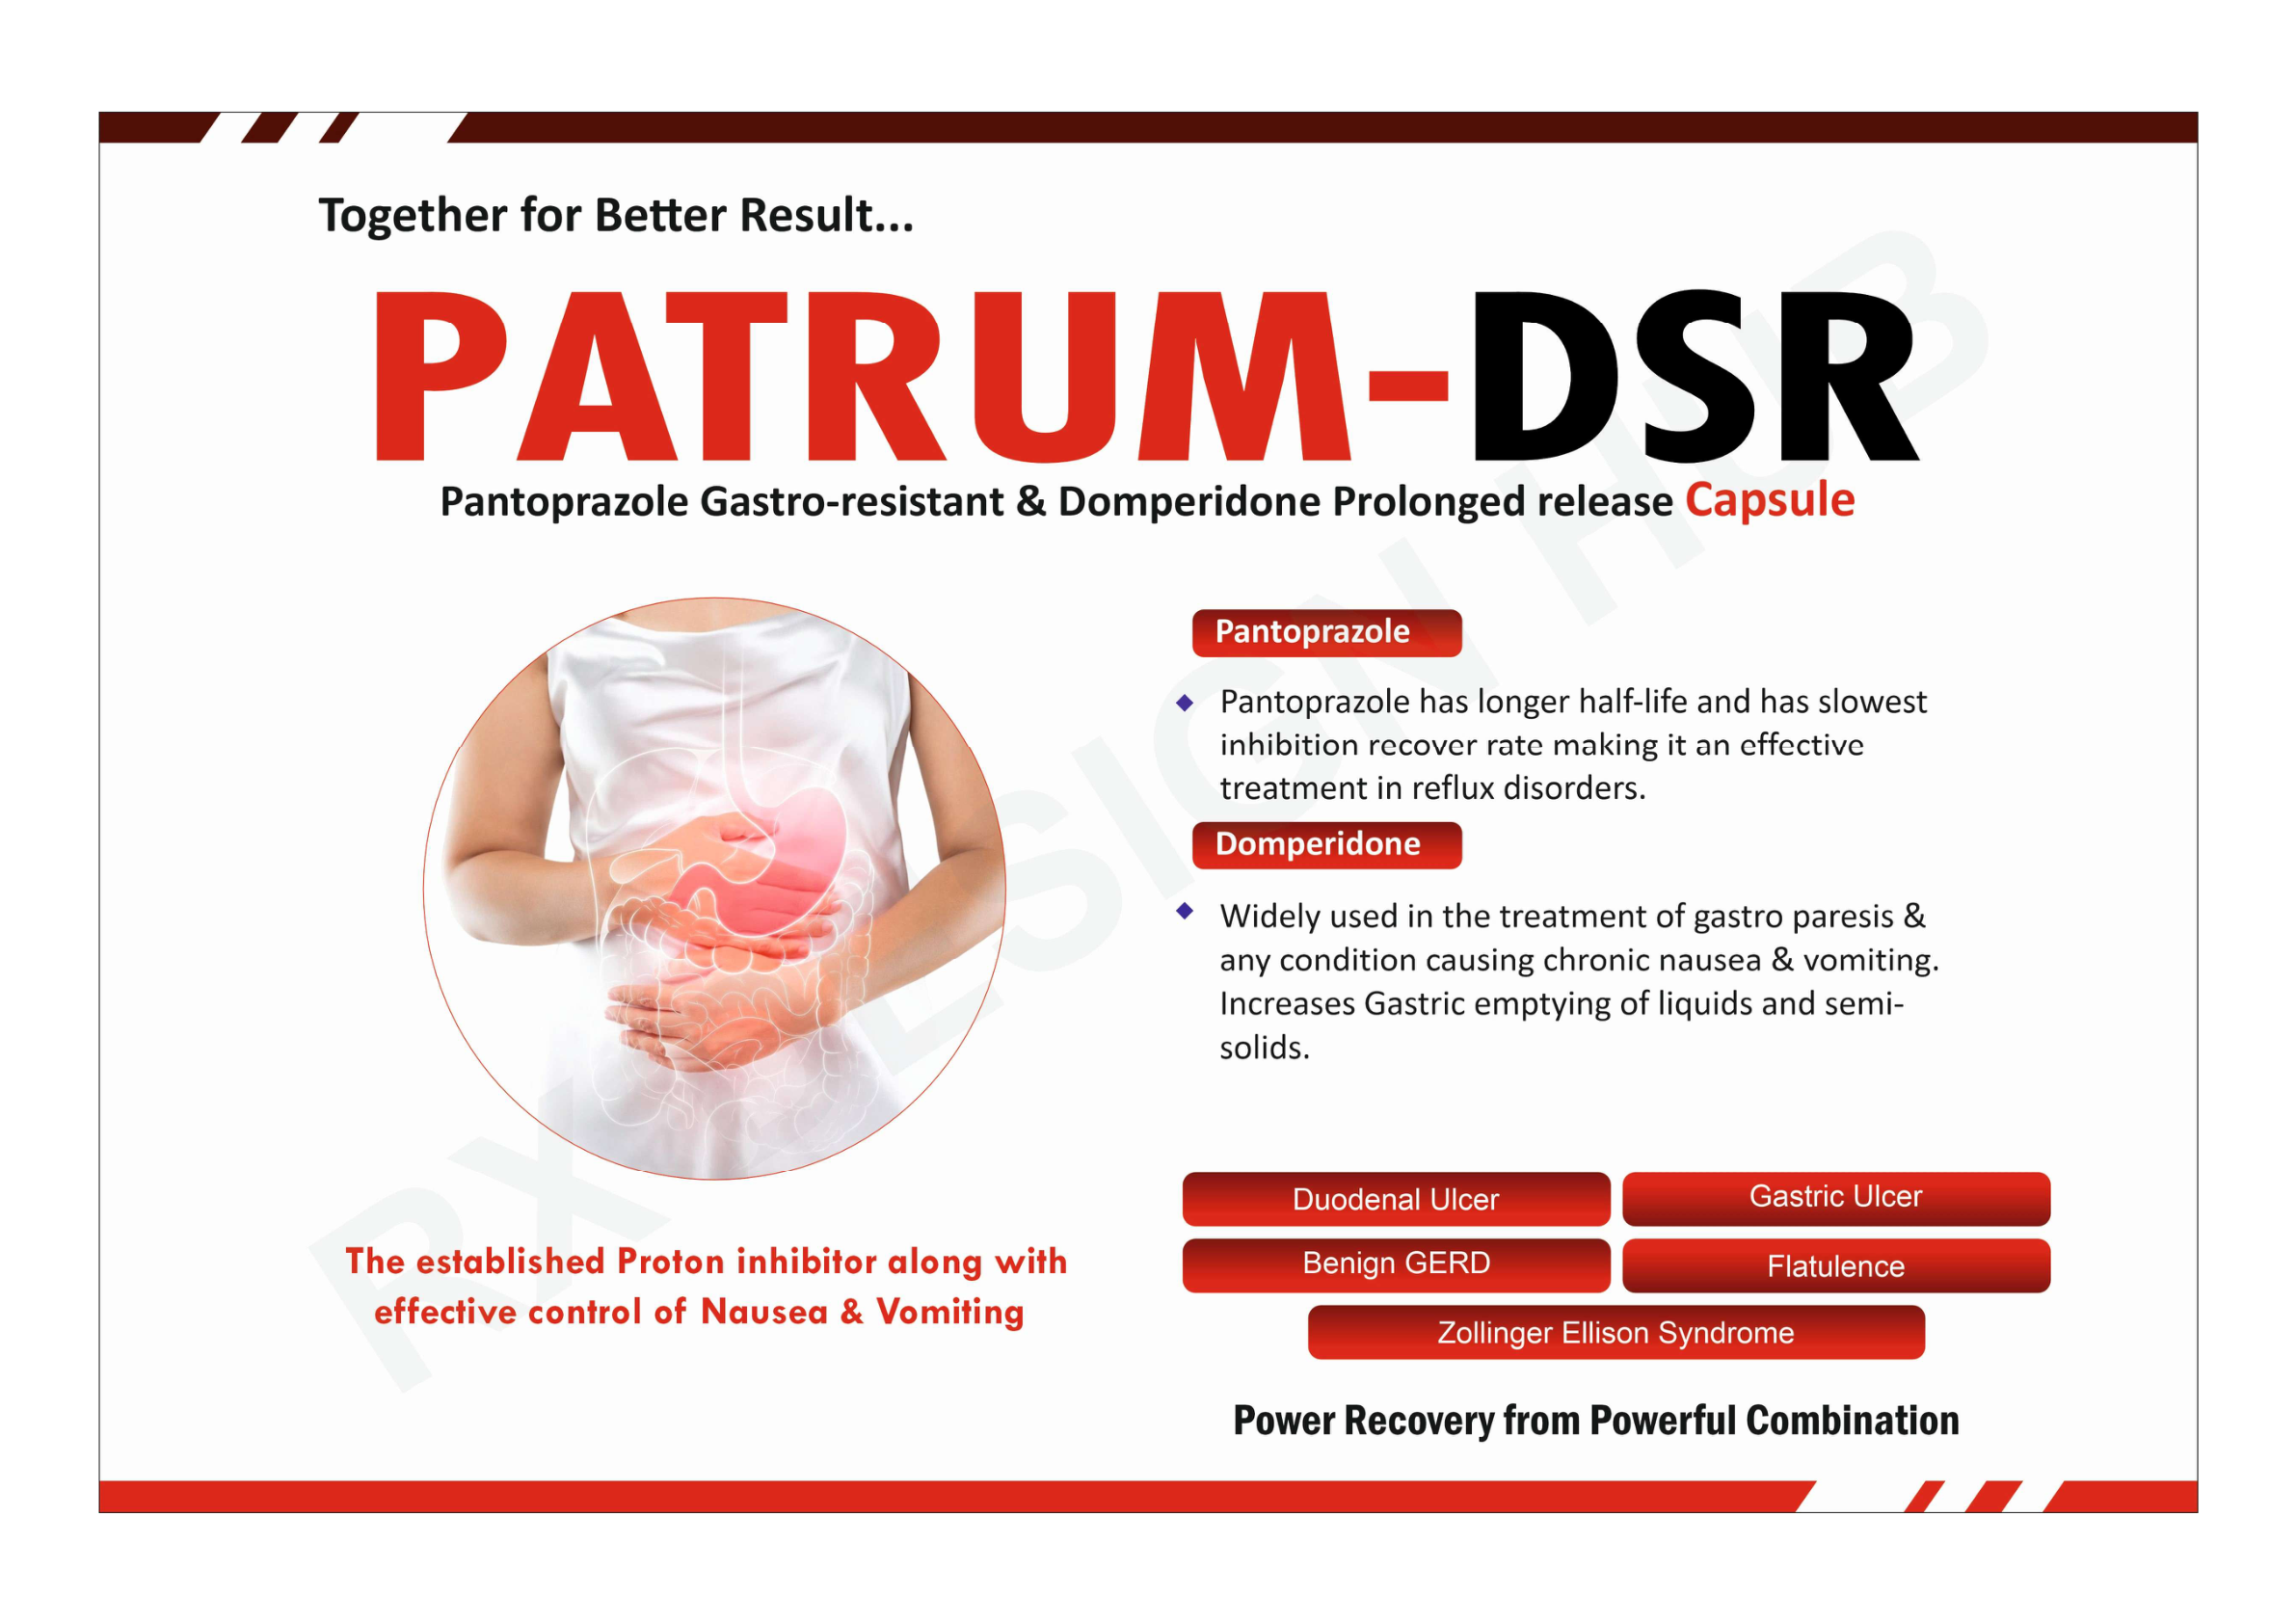 Together for Better Result...
PATRUM-DSR
Pantoprazole Gastro-resistant & Domperidone Prolonged release Capsule
Pantoprazole
Pantoprazole has longer half-life and has slowest
inhibition recover rate making it an effective
treatment in reflux disorders.
Domperidone
Widely used in the treatment of gastro paresis &
any condition causing chronic nausea & vomiting.
Increases Gastric emptying of liquids and semi-
solids.
The established Proton inhibitor along with
effective control of Nausea & Vomiting
Duodenal Ulcer
Gastric Ulcer
Benign GERD
Flatulence
Zollinger Ellison Syndrome
Power Recovery from Powerful Combination